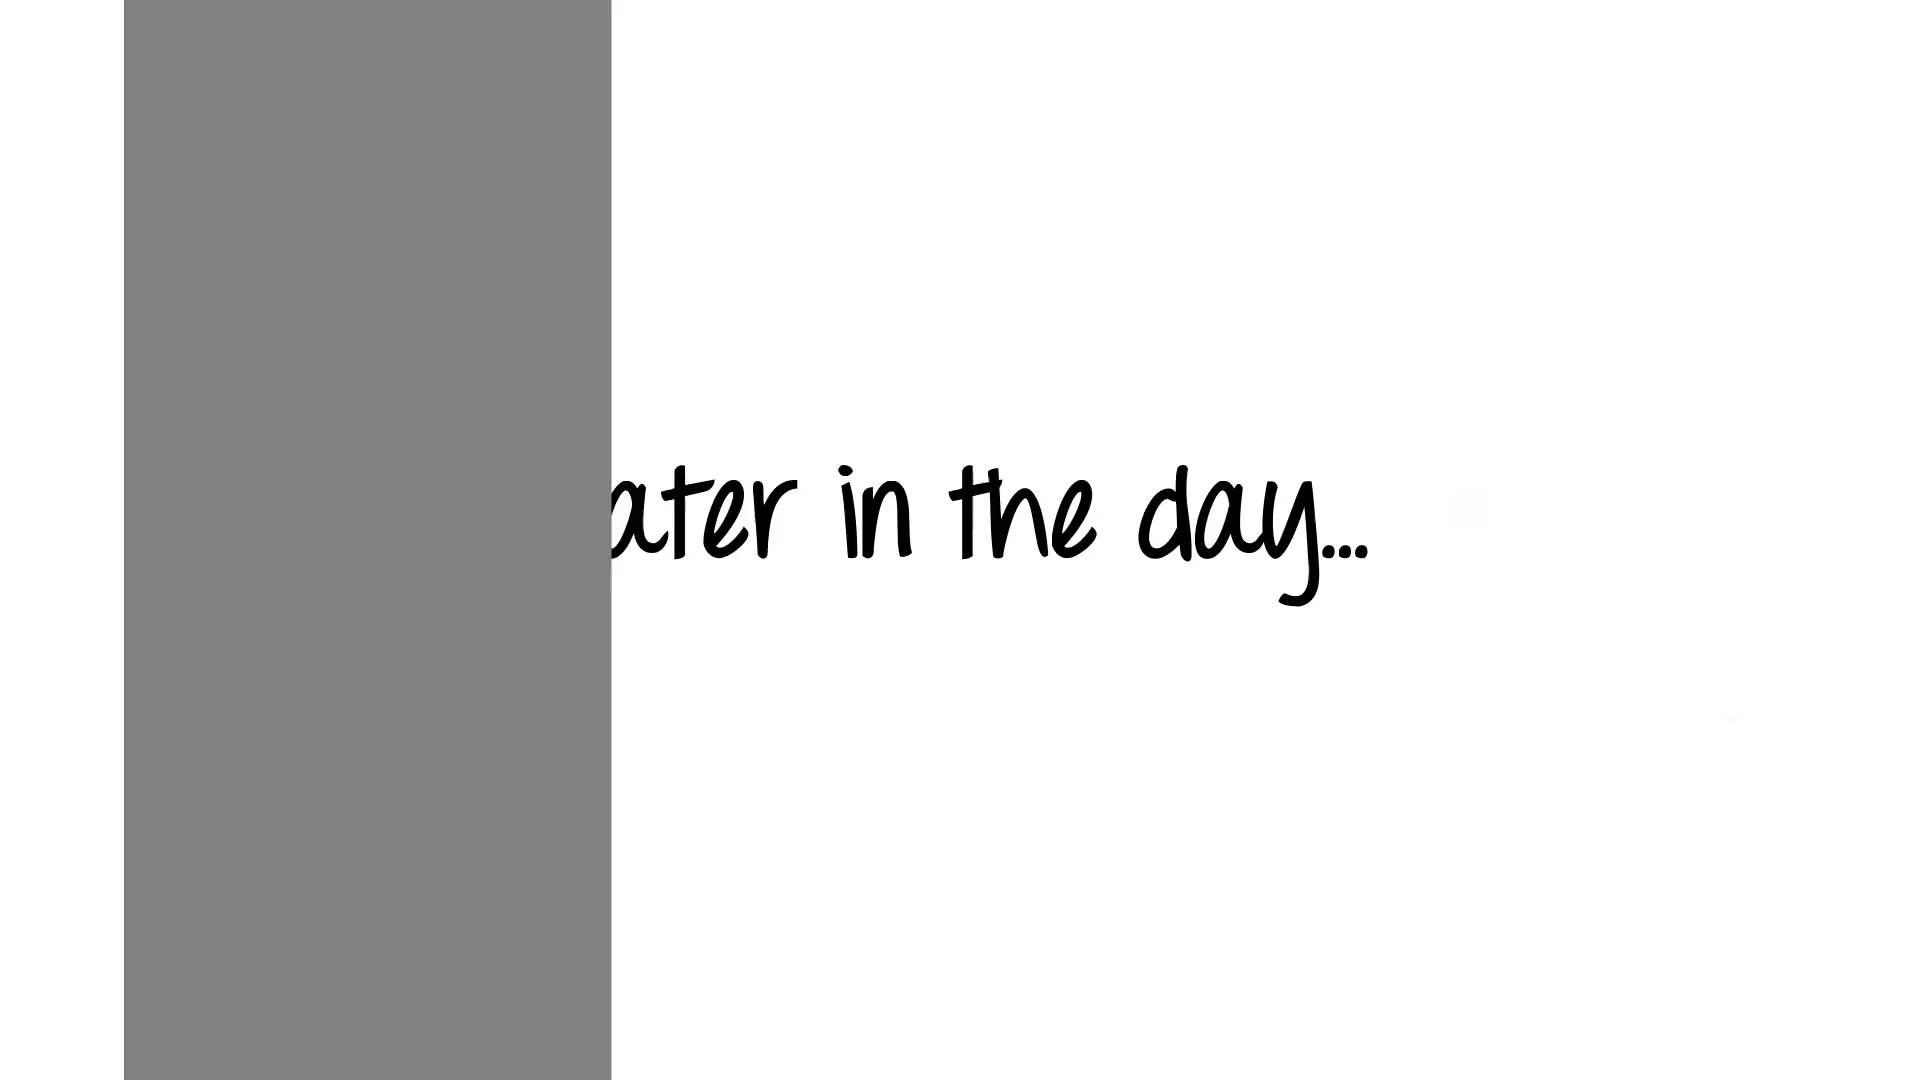 ater in the day...